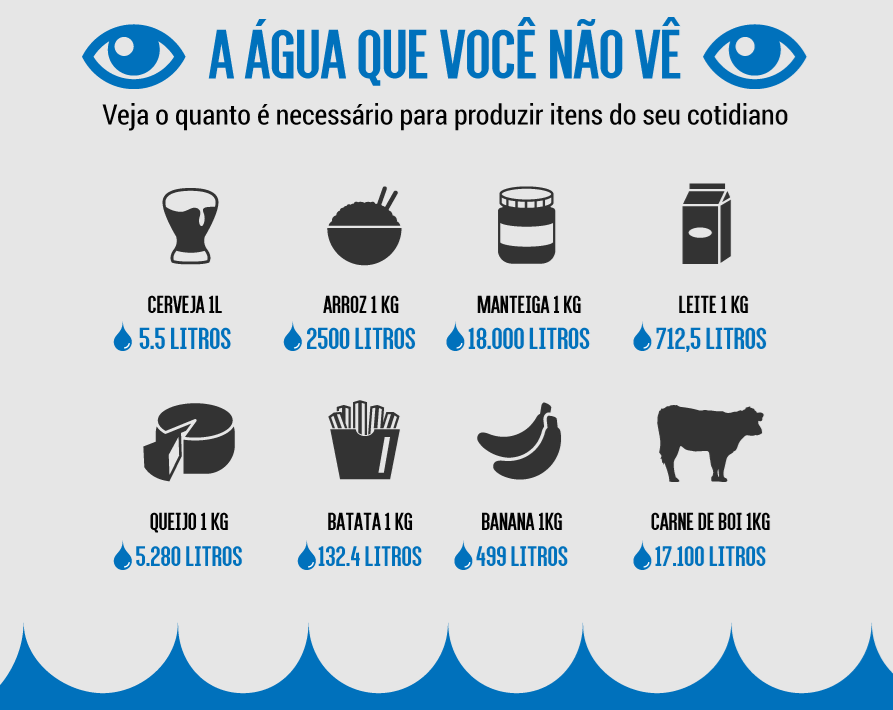 A ÁGUA QUE VOCÊ NÃO VÊ
Veja o quanto é necessário para produzir itens do seu cotidiano
CERVEJA 1L
5.5 LITROS
ARROZ 1 KG
2500 LITROS
MANTEIGA 1 KG
18.000 LITROS
LEITE 1 KG
712,5 LITROS
QUEIJO 1 KG
5.280 LITROS
BATATA 1 KG
132.4 LITROS
BANANA 1KG
499 LITROS
CARNE DE BOI 1KG
17.100 LITROS